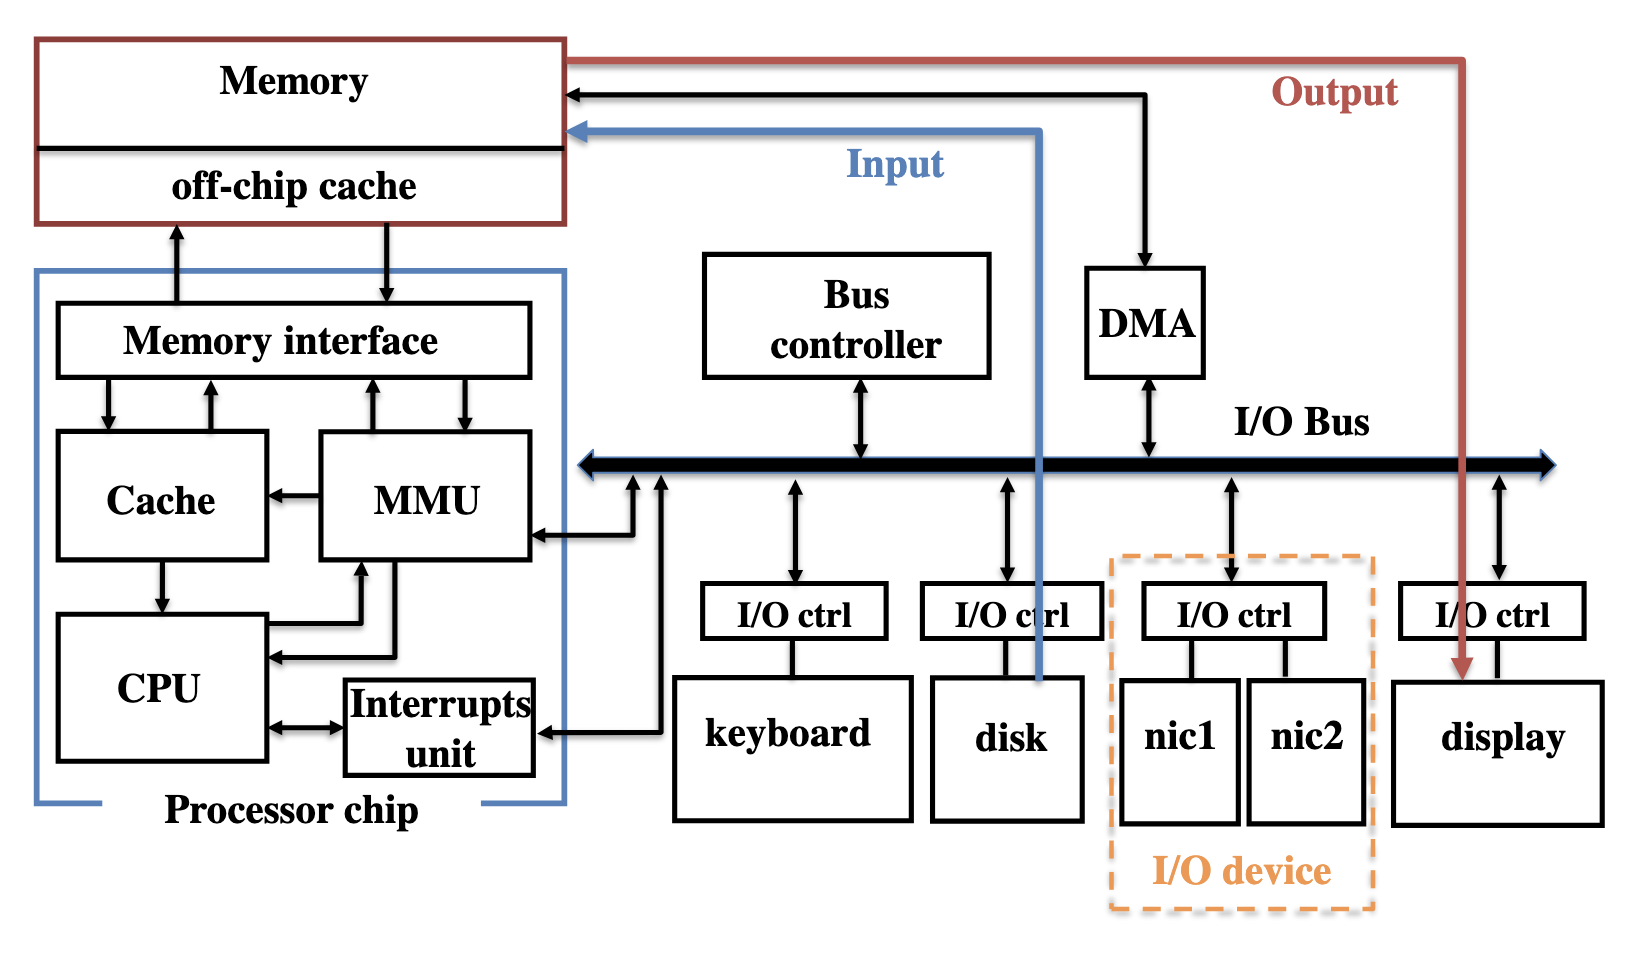 Memory
Output
Input
off-chip cache
Bus
controller
DMA
Memory interface
I/O Bus
Cache
MMU
I/O ctrl
I/O ctrl
I/O ctrl
I/O ctrl
CPU
Interrupts
unit
keyboard
disk
nic1
nic2
display
Processor chip
I/O device